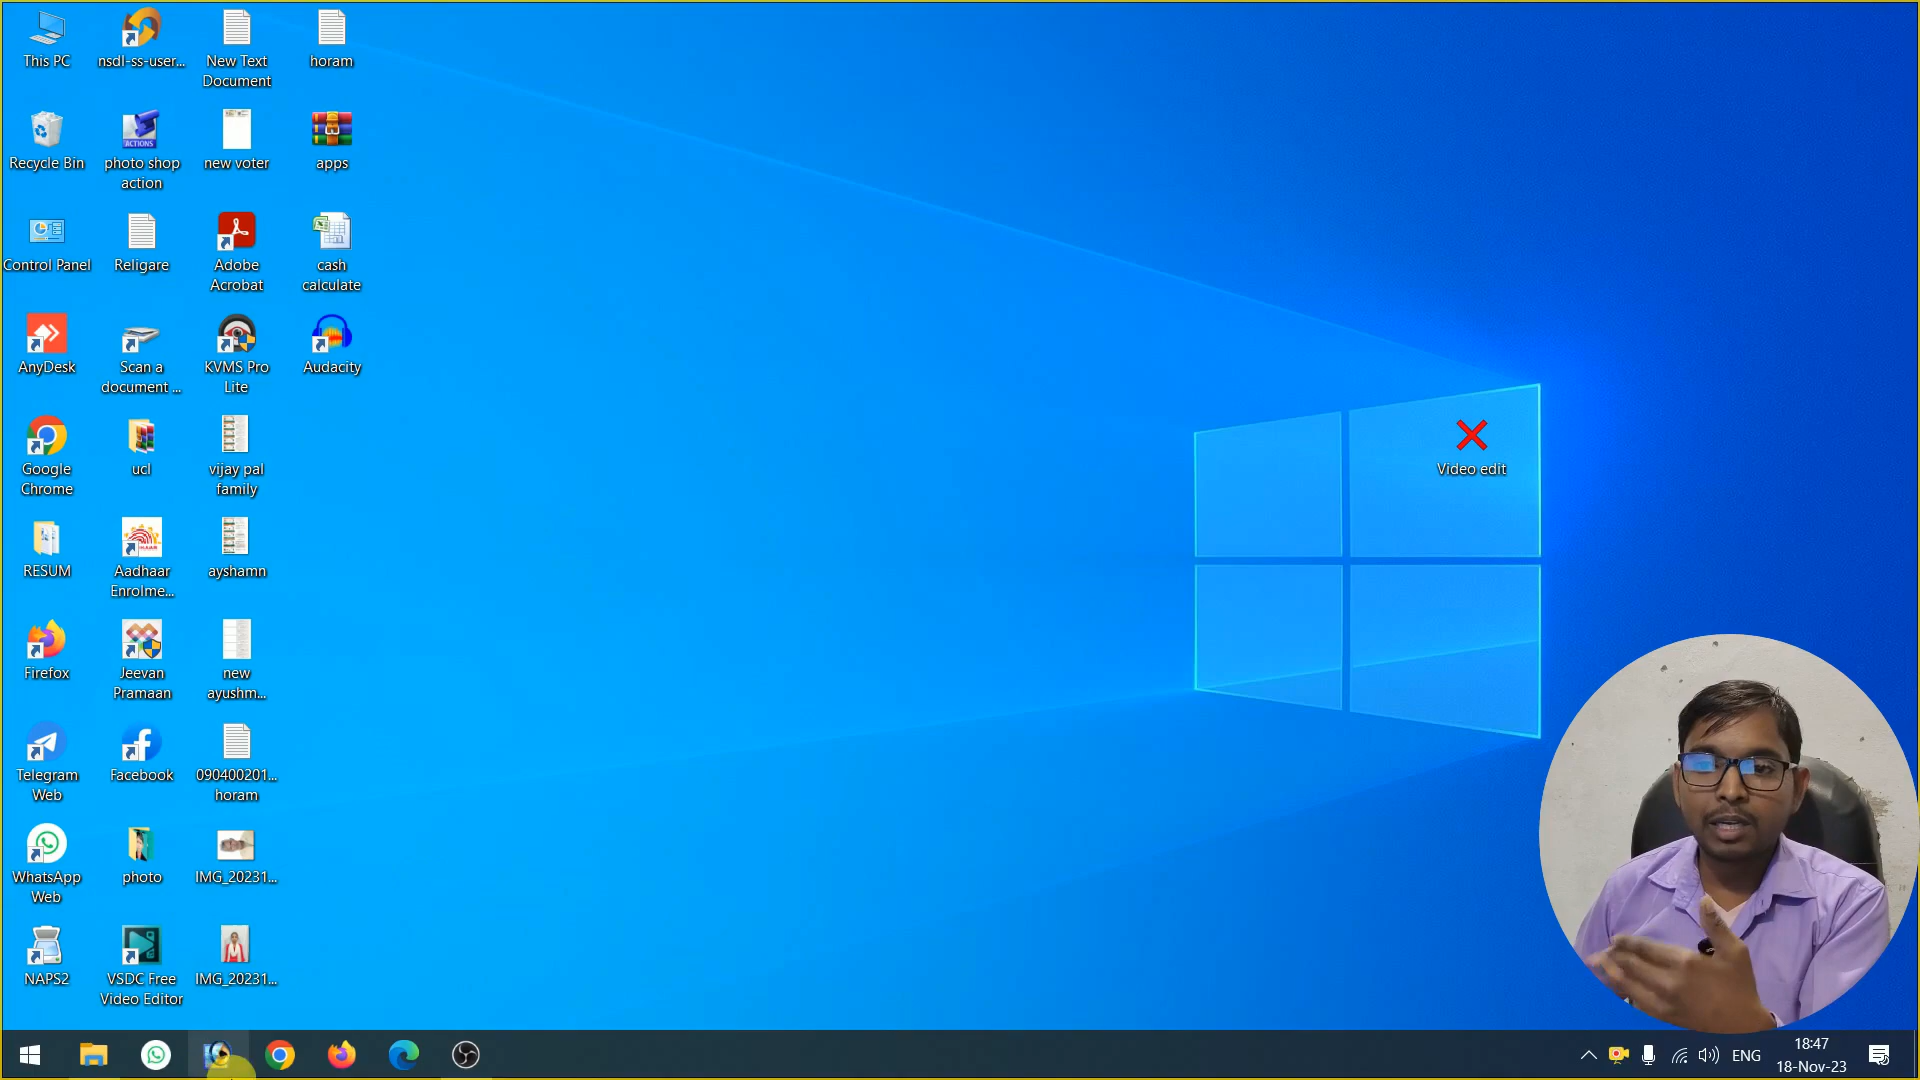 This PC
nsdl-ss-user...
New Text
Document
horam
Recycle Bin
photo shop
action
ACTIONS
new voter
apps
Control Panel
Religare
Adobe
Acrobat
cash
calculate
AnyDesk
Scan a
document ...
KVMS Pro
Lite
Audacity
Google
Chrome
ucl
vijay pal
family
Video edit
RESUM
Aadhaar
Enrolme...
ayshamn
Firefox
Jeevan
Pramaan
new
ayushm...
Telegram
Web
Facebook
090400201...
horam
WhatsApp
Web
photo
IMG_20231...
NAPS2
VSDC Free
Video Editor
IMG_20231...
ENG
18:47
18-Nov-23